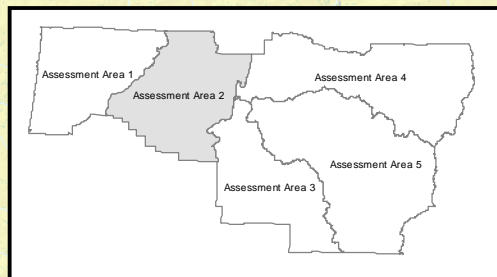 Assessment Area 1
Assessment Area 4
Assessment Area 2
Assessment Area 5
Assessment Area 3